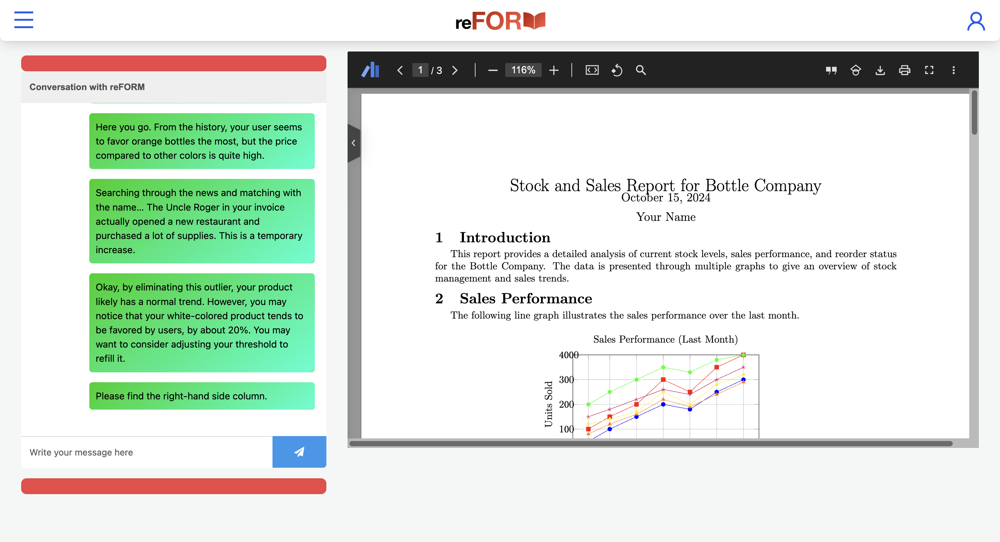 reFORM
Conversation with reFORM
Here you go. From the history, your user seems
to favor orange bottles the most, but the price
compared to other colors is quite high.
Searching through the news and matching with
the name... The Uncle Roger in your invoice
actually opened a new restaurant and
purchased a lot of supplies. This is a temporary
increase.
Okay, by eliminating this outlier, your product
likely has a normal trend. However, you may
notice that your white-colored product tends to
be favored by users, by about 20%. You may
want to consider adjusting your threshold to
refill it.
Please find the right-hand side column.
Write your message here
1 / 3
116%
Stock and Sales Report for Bottle Company
October 15, 2024
Your Name
1 Introduction
This report provides a detailed analysis of current stock levels, sales performance, and reorder status
for the Bottle Company. The data is presented through multiple graphs to give an overview of stock
management and sales trends.
2 Sales Performance
The following line graph illustrates the sales performance over the last month.
Sales Performance (Last Month)
4000
300
200
100
Units Sold